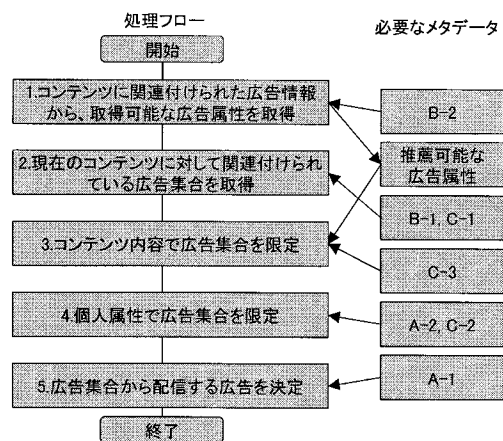 処理フロー
必要なメタデータ
開始
1.コンテンツに関連付けられた広告情報
から、取得可能な広告属性を取得
B-2
推薦可能な
広告属性
2.現在のコンテンツに対して関連付けられ
ている広告集合を取得
B-1, C-1
3.コンテンツ内容で広告集合を限定
C-3
4.個人属性で広告集合を限定
A-2, C-2
5.広告集合から配信する広告を決定
A-1
終了